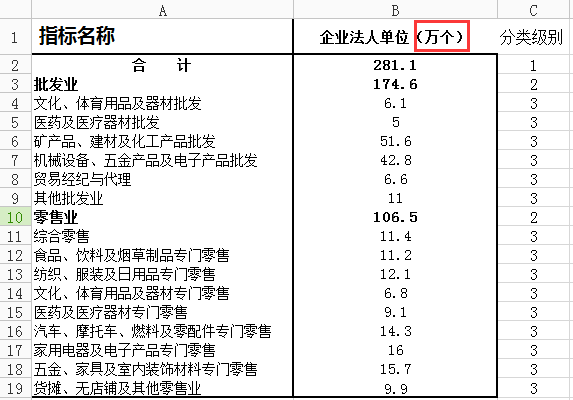 A B C
1 指标名称 企业法人单位（万个） 分类级别
2 合 计 281.1 1
3 批发业 174.6 2
4 文化、体育用品及器材批发 6.1 3
5 医药及医疗器材批发 5 3
6 矿产品、建材及化工产品批发 51.6 3
7 机械设备、五金产品及电子产品批发 42.8 3
8 贸易经纪与代理 6.6 3
9 其他批发业 11 3
10 零售业 106.5 2
11 综合零售 11.4 3
12 食品、饮料及烟草制品专门零售 11.2 3
13 纺织、服装及日用品专门零售 12.1 3
14 文化、体育用品及器材专门零售 6.8 3
15 医药及医疗器材专门零售 9.1 3
16 汽车、摩托车、燃料及零配件专门零售 14.3 3
17 家用电器及电子产品专门零售 16 3
18 五金、家具及室内装饰材料专门零售 15.7 3
19 货摊、无店铺及其他零售业 9.9 3